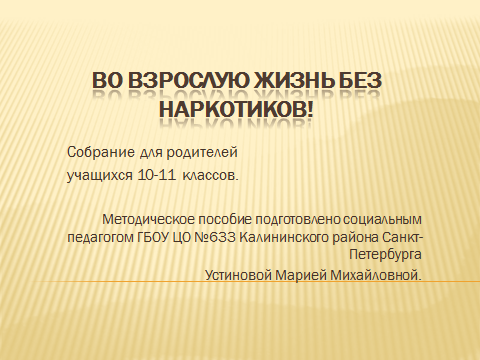 ВО ВЗРОСЛУЮ ЖИЗНЬ БЕЗ
НАРКОТИКОВ!
Собрание для родителей
учащихся 10-11 классов.
Методическое пособие подготовлено социальным
педагогом ГБОУ ЦО №633 Калининского района Санкт-
Петербурга
Устиновой Марией Михайловной.